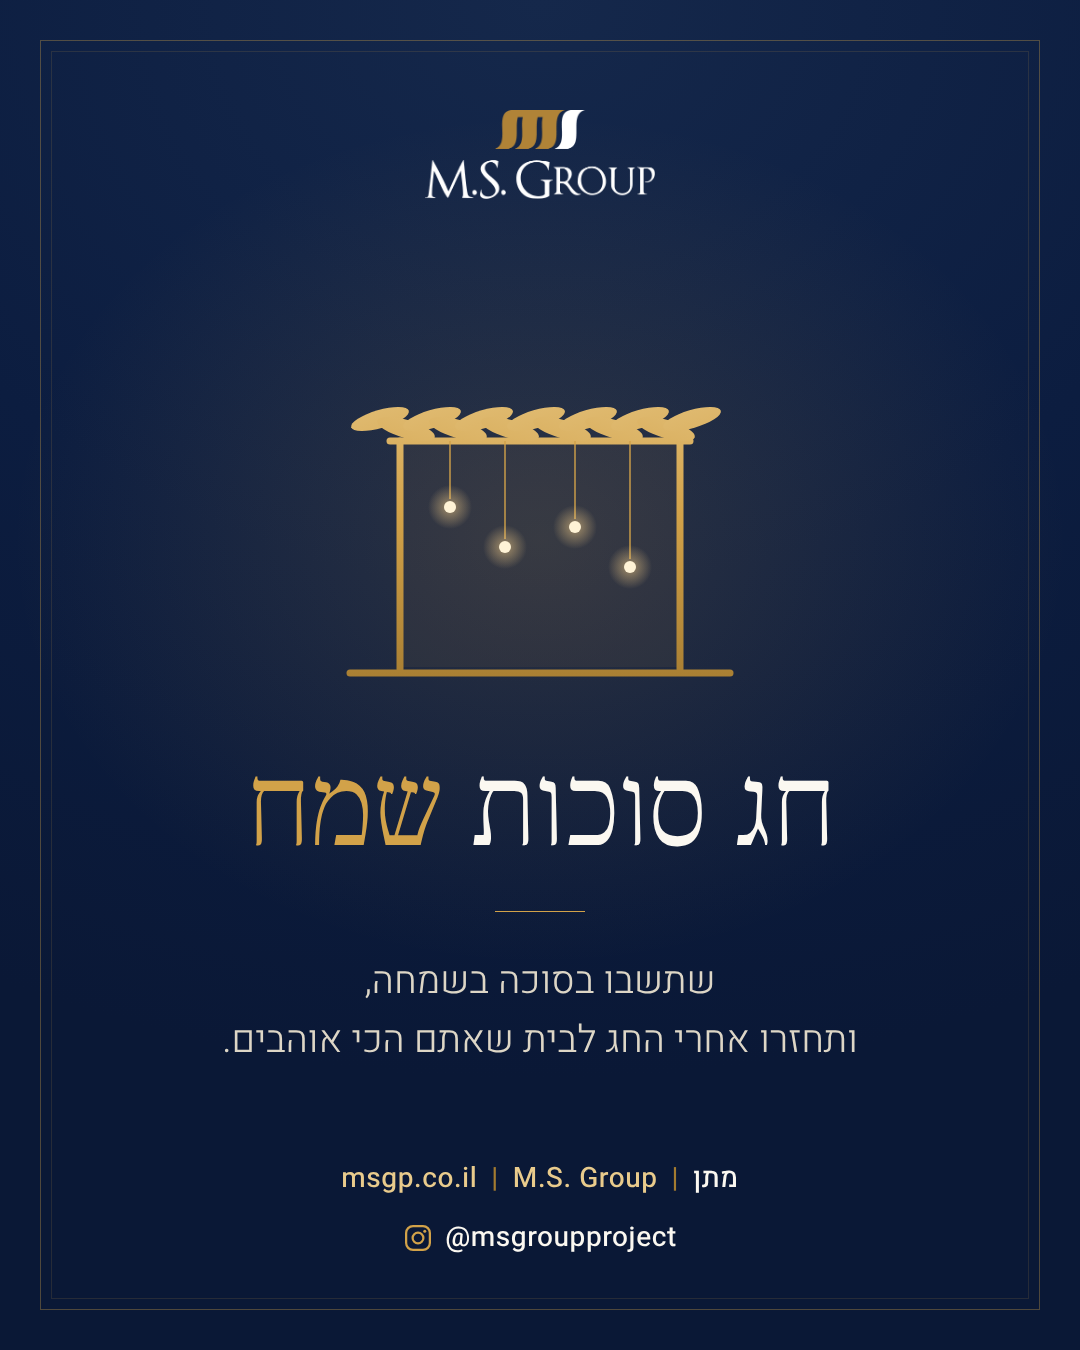 M.S. GROUP
חג סוכות שמח
שתשבו בסוכה בשמחה,
ותחזרו אחרי החג לבית שאתם הכי אוהבים.
מתן | M.S. Group | msgp.co.il
@msgroupproject